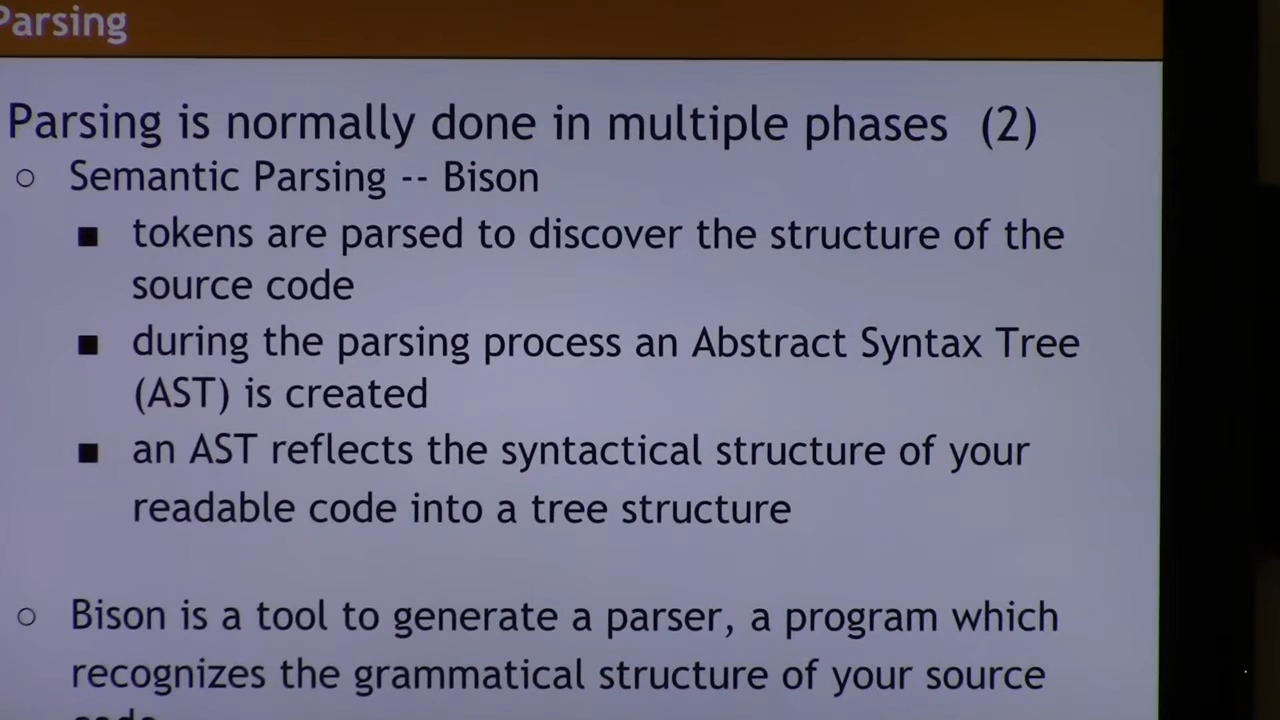 Parsing
Parsing is normally done in multiple phases (2)
○ Semantic Parsing -- Bison
■ tokens are parsed to discover the structure of the
source code
■ during the parsing process an Abstract Syntax Tree
(AST) is created
■ an AST reflects the syntactical structure of your
readable code into a tree structure
○ Bison is a tool to generate a parser, a program which
recognizes the grammatical structure of your source